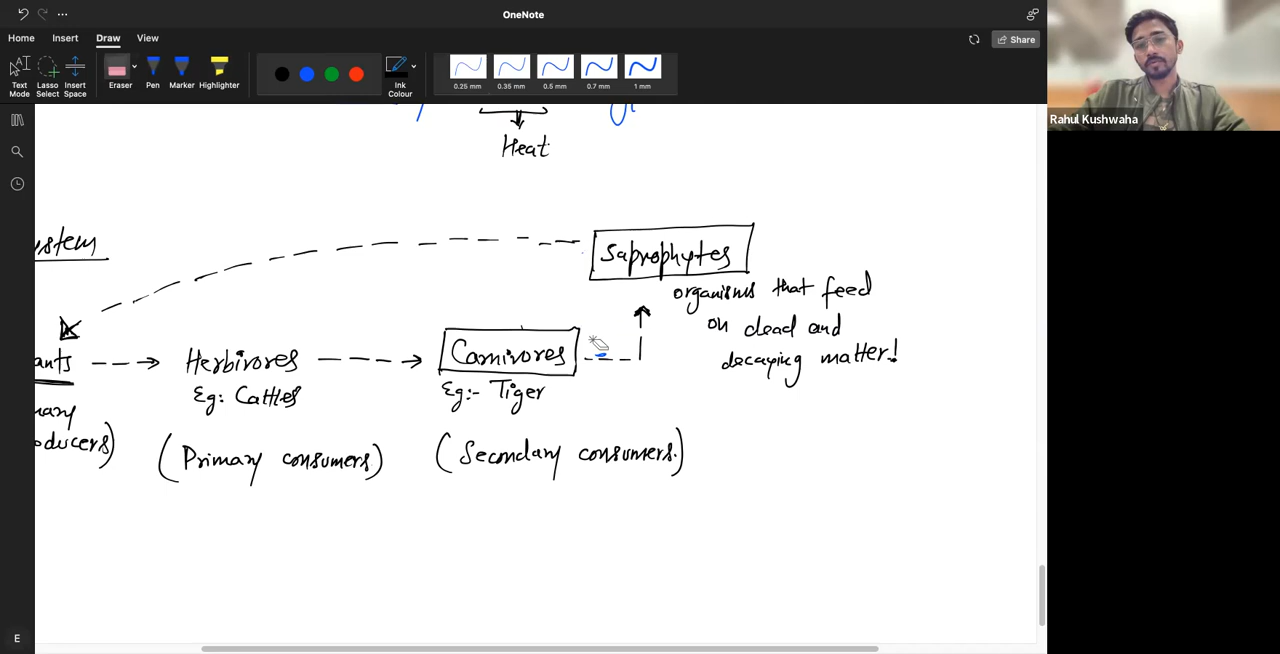 OneNote
Home Insert Draw View
Share
Text Mode
Lasso Select
Insert Space
Eraser
Pen
Marker
Highlighter
Ink Colour
0.25 mm
0.35 mm
0.5 mm
0.7 mm
1 mm
Rahul Kushwaha
Heat
ystem
Saprophytes
organisms that feed
on dead and
decaying matter!
ants
Herbivores
Carnivores
Eg: Cattles
Eg:- Tiger
mary
oducers)
(Primary consumers)
(Secondary consumers.)
E